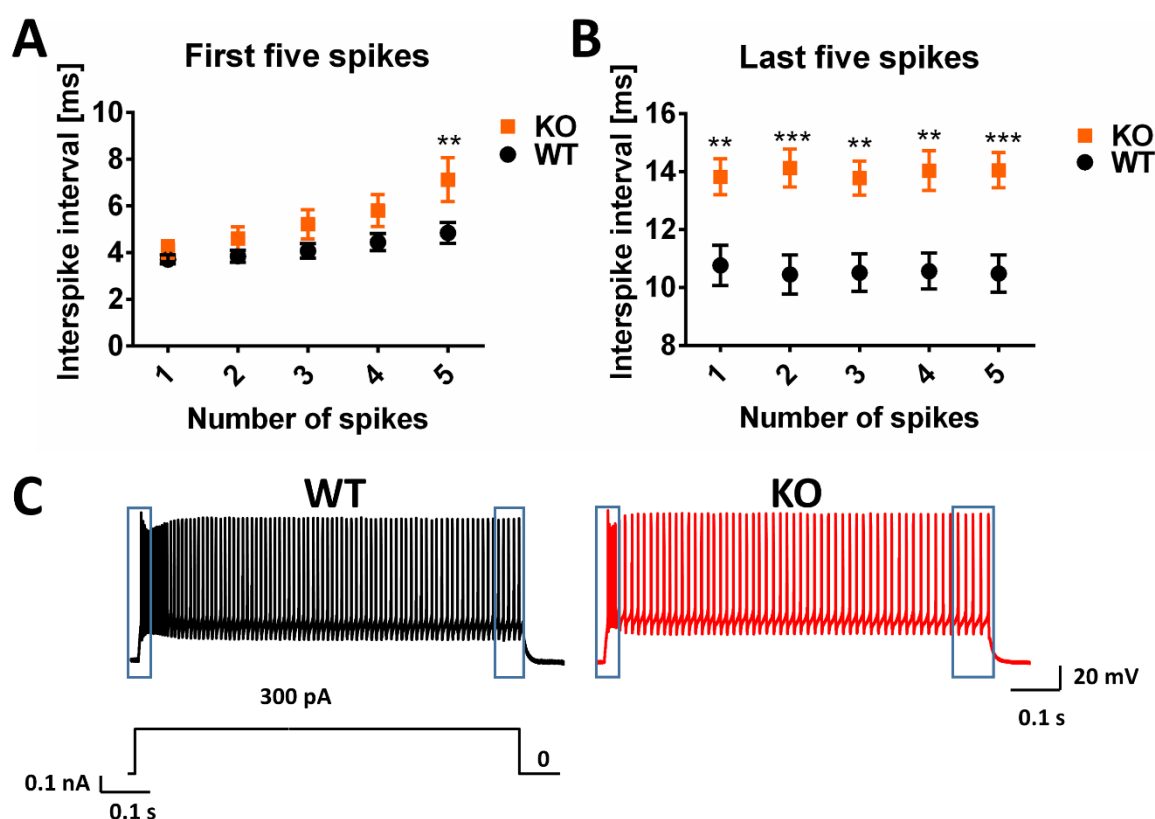 A
First five spikes
Interspike interval [ms]
10
8
6
4
2
0
**
KO
WT
1 2 3 4 5
Number of spikes
B
Last five spikes
Interspike interval [ms]
16
14
12
10
8
** *** ** ** ***
KO
WT
1 2 3 4 5
Number of spikes
C
WT
KO
300 pA
0
0.1 nA
0.1 s
20 mV
0.1 s